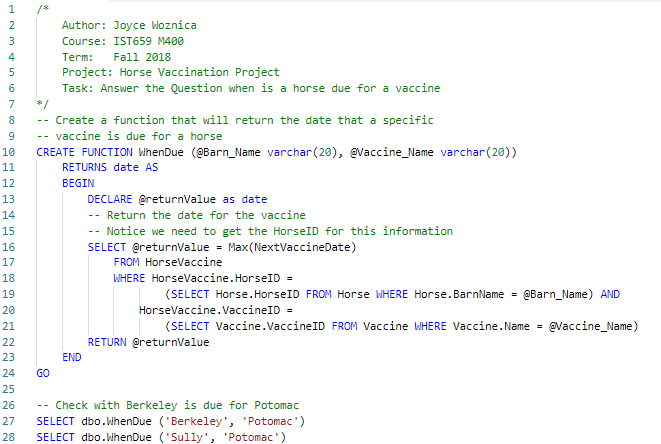 1 /*
2 Author: Joyce Woznica
3 Course: IST659 M400
4 Term: Fall 2018
5 Project: Horse Vaccination Project
6 Task: Answer the Question when is a horse due for a vaccine
7 */
8 -- Create a function that will return the date that a specific
9 -- vaccine is due for a horse
10 CREATE FUNCTION WhenDue (@Barn_Name varchar(20), @Vaccine_Name varchar(20))
11 RETURNS date AS
12 BEGIN
13 DECLARE @returnValue as date
14 -- Return the date for the vaccine
15 -- Notice we need to get the HorseID for this information
16 SELECT @returnValue = Max(NextVaccineDate)
17 FROM HorseVaccine
18 WHERE HorseVaccine.HorseID =
19 (SELECT Horse.HorseID FROM Horse WHERE Horse.BarnName = @Barn_Name) AND
20 HorseVaccine.VaccineID =
21 (SELECT Vaccine.VaccineID FROM Vaccine WHERE Vaccine.Name = @Vaccine_Name)
22 RETURN @returnValue
23 END
24 GO
25
26 -- Check with Berkeley is due for Potomac
27 SELECT dbo.WhenDue ('Berkeley', 'Potomac')
28 SELECT dbo.WhenDue ('Sully', 'Potomac')